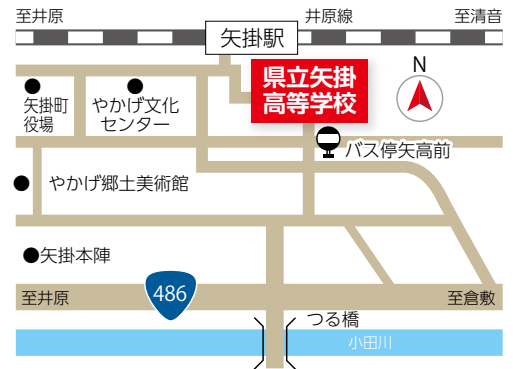 至井原
井原線
至清音
矢掛駅
県立矢掛
高等学校
N
矢掛町
役場
やかげ文化
センター
バス停矢高前
やかげ郷土美術館
●矢掛本陣
486
至井原
至倉敷
つる橋
小田川